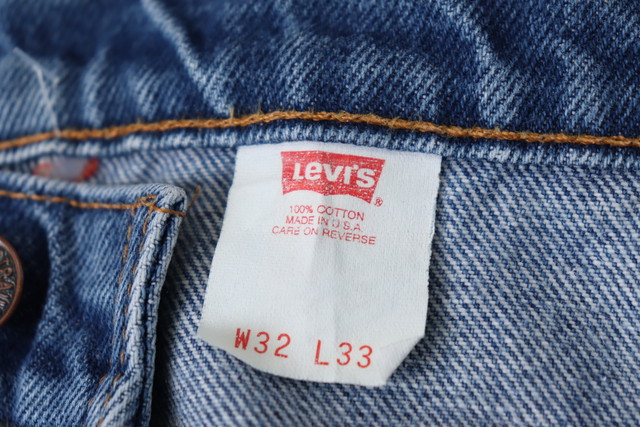 Levi's
®
100% COTTON
MADE IN U.S.A.
CARE ON REVERSE
W32 L33